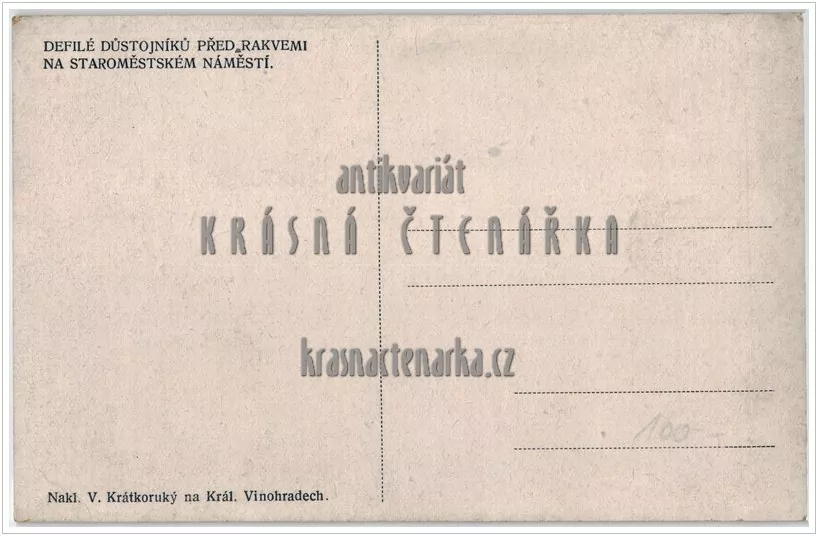 DEFILÉ DŮSTOJNÍKŮ PŘED RAKVEMI
NA STAROMĚSTSKÉM NÁMĚSTÍ.
antikvariát
KRÁSNÁ ČTENÁŘKA
krasnactenarka.cz
100-
Nakl. V. Krátkoruký na Král. Vinohradech.